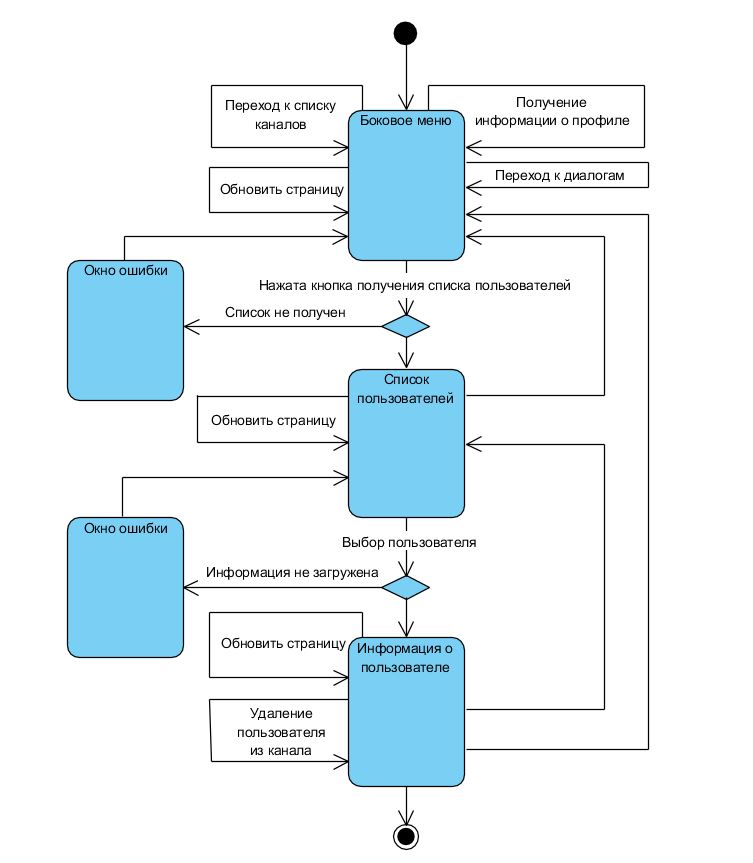 Переход к списку
каналов
Получение
информации о профиле
Боковое меню
Переход к диалогам
Обновить страницу
Окно ошибки
Нажата кнопка получения списка пользователей
Список не получен
Список
пользователей
Обновить страницу
Окно ошибки
Выбор пользователя
Информация не загружена
Обновить страницу
Информация о
пользователе
Удаление
пользователя
из канала